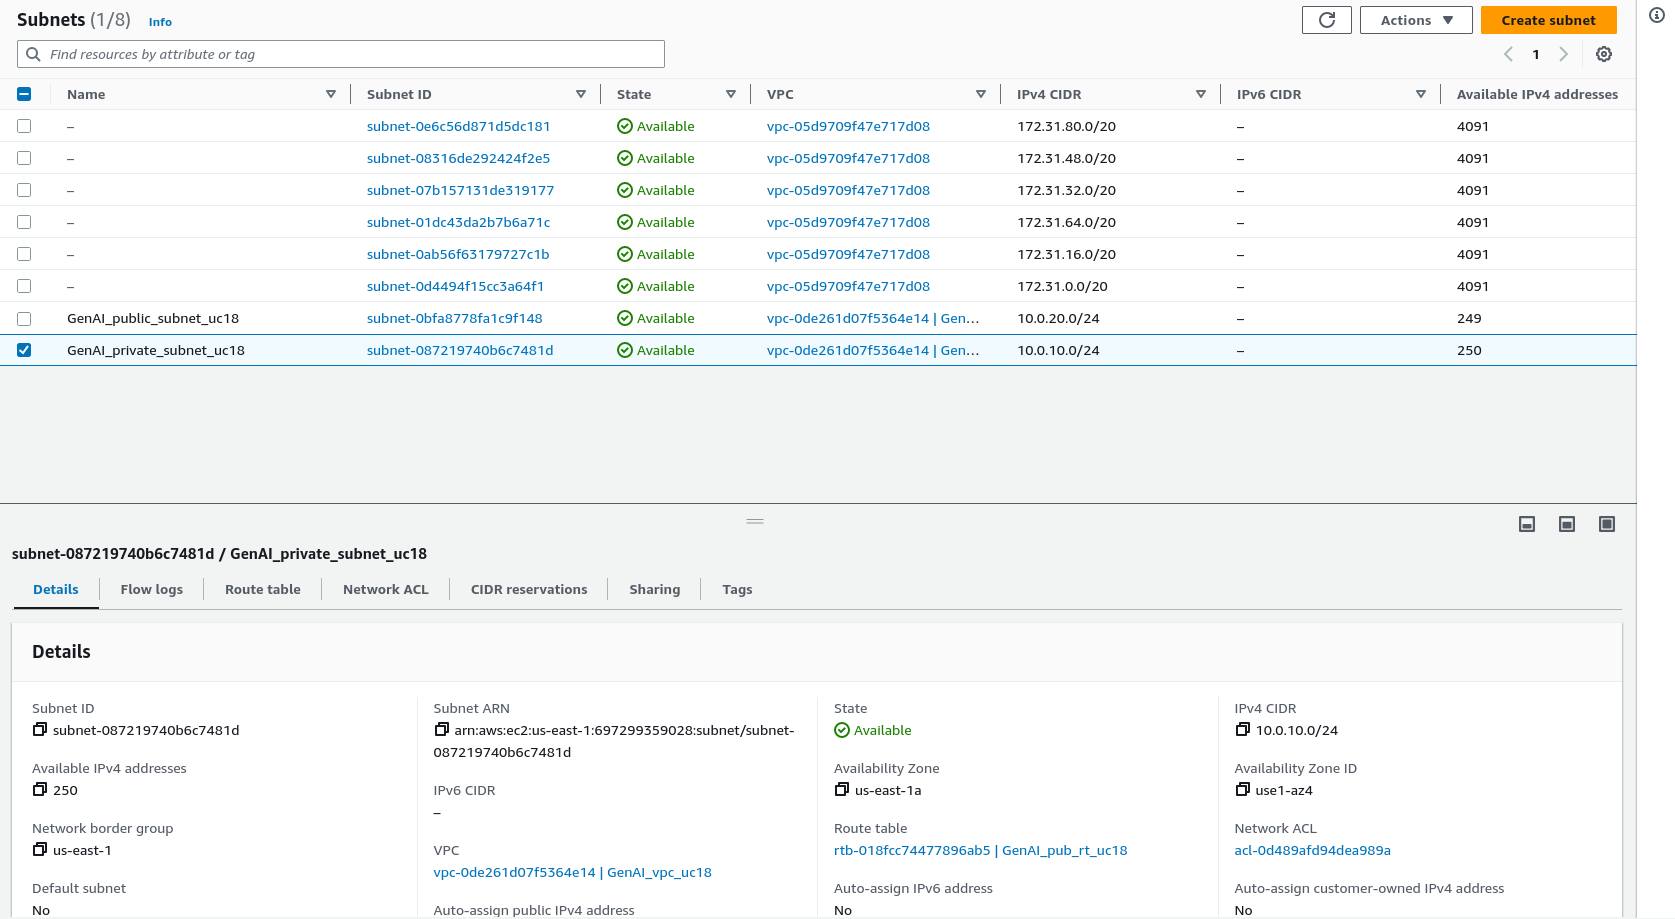 Subnets (1/8) Info
Actions
Create subnet
Find resources by attribute or tag
1
Name Subnet ID State VPC IPv4 CIDR IPv6 CIDR Available IPv4 addresses
– subnet-0e6c56d871d5dc181 Available vpc-05d9709f47e717d08 172.31.80.0/20 – 4091
– subnet-08316de292424f2e5 Available vpc-05d9709f47e717d08 172.31.48.0/20 – 4091
– subnet-07b157131de319177 Available vpc-05d9709f47e717d08 172.31.32.0/20 – 4091
– subnet-01dc43da2b7b6a71c Available vpc-05d9709f47e717d08 172.31.64.0/20 – 4091
– subnet-0ab56f63179727c1b Available vpc-05d9709f47e717d08 172.31.16.0/20 – 4091
– subnet-0d4494f15cc3a64f1 Available vpc-05d9709f47e717d08 172.31.0.0/20 – 4091
GenAI_public_subnet_uc18 subnet-0bfa8778fa1c9f148 Available vpc-0de261d07f5364e14 | Gen... 10.0.20.0/24 – 249
GenAI_private_subnet_uc18 subnet-087219740b6c7481d Available vpc-0de261d07f5364e14 | Gen... 10.0.10.0/24 – 250
subnet-087219740b6c7481d / GenAI_private_subnet_uc18
Details Flow logs Route table Network ACL CIDR reservations Sharing Tags
Details
Subnet ID
subnet-087219740b6c7481d
Available IPv4 addresses
250
Network border group
us-east-1
Default subnet
No
Subnet ARN
arn:aws:ec2:us-east-1:697299359028:subnet/subnet-
087219740b6c7481d
IPv6 CIDR
–
VPC
vpc-0de261d07f5364e14 | GenAI_vpc_uc18
Auto-assign public IPv4 address
State
Available
Availability Zone
us-east-1a
Route table
rtb-018fcc74477896ab5 | GenAI_pub_rt_uc18
Auto-assign IPv6 address
No
IPv4 CIDR
10.0.10.0/24
Availability Zone ID
use1-az4
Network ACL
acl-0d489afd94dea989a
Auto-assign customer-owned IPv4 address
No